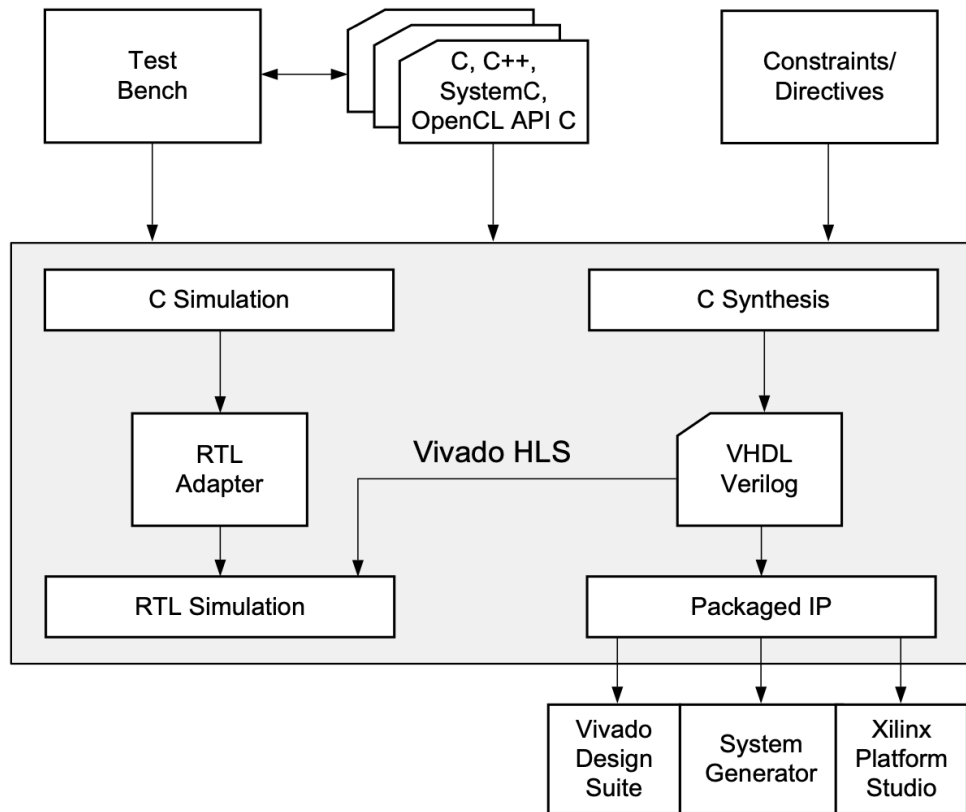 Test
Bench
C, C++,
SystemC,
OpenCL API C
Constraints/
Directives
C Simulation
C Synthesis
RTL
Adapter
Vivado HLS
VHDL
Verilog
RTL Simulation
Packaged IP
Vivado
Design
Suite
System
Generator
Xilinx
Platform
Studio